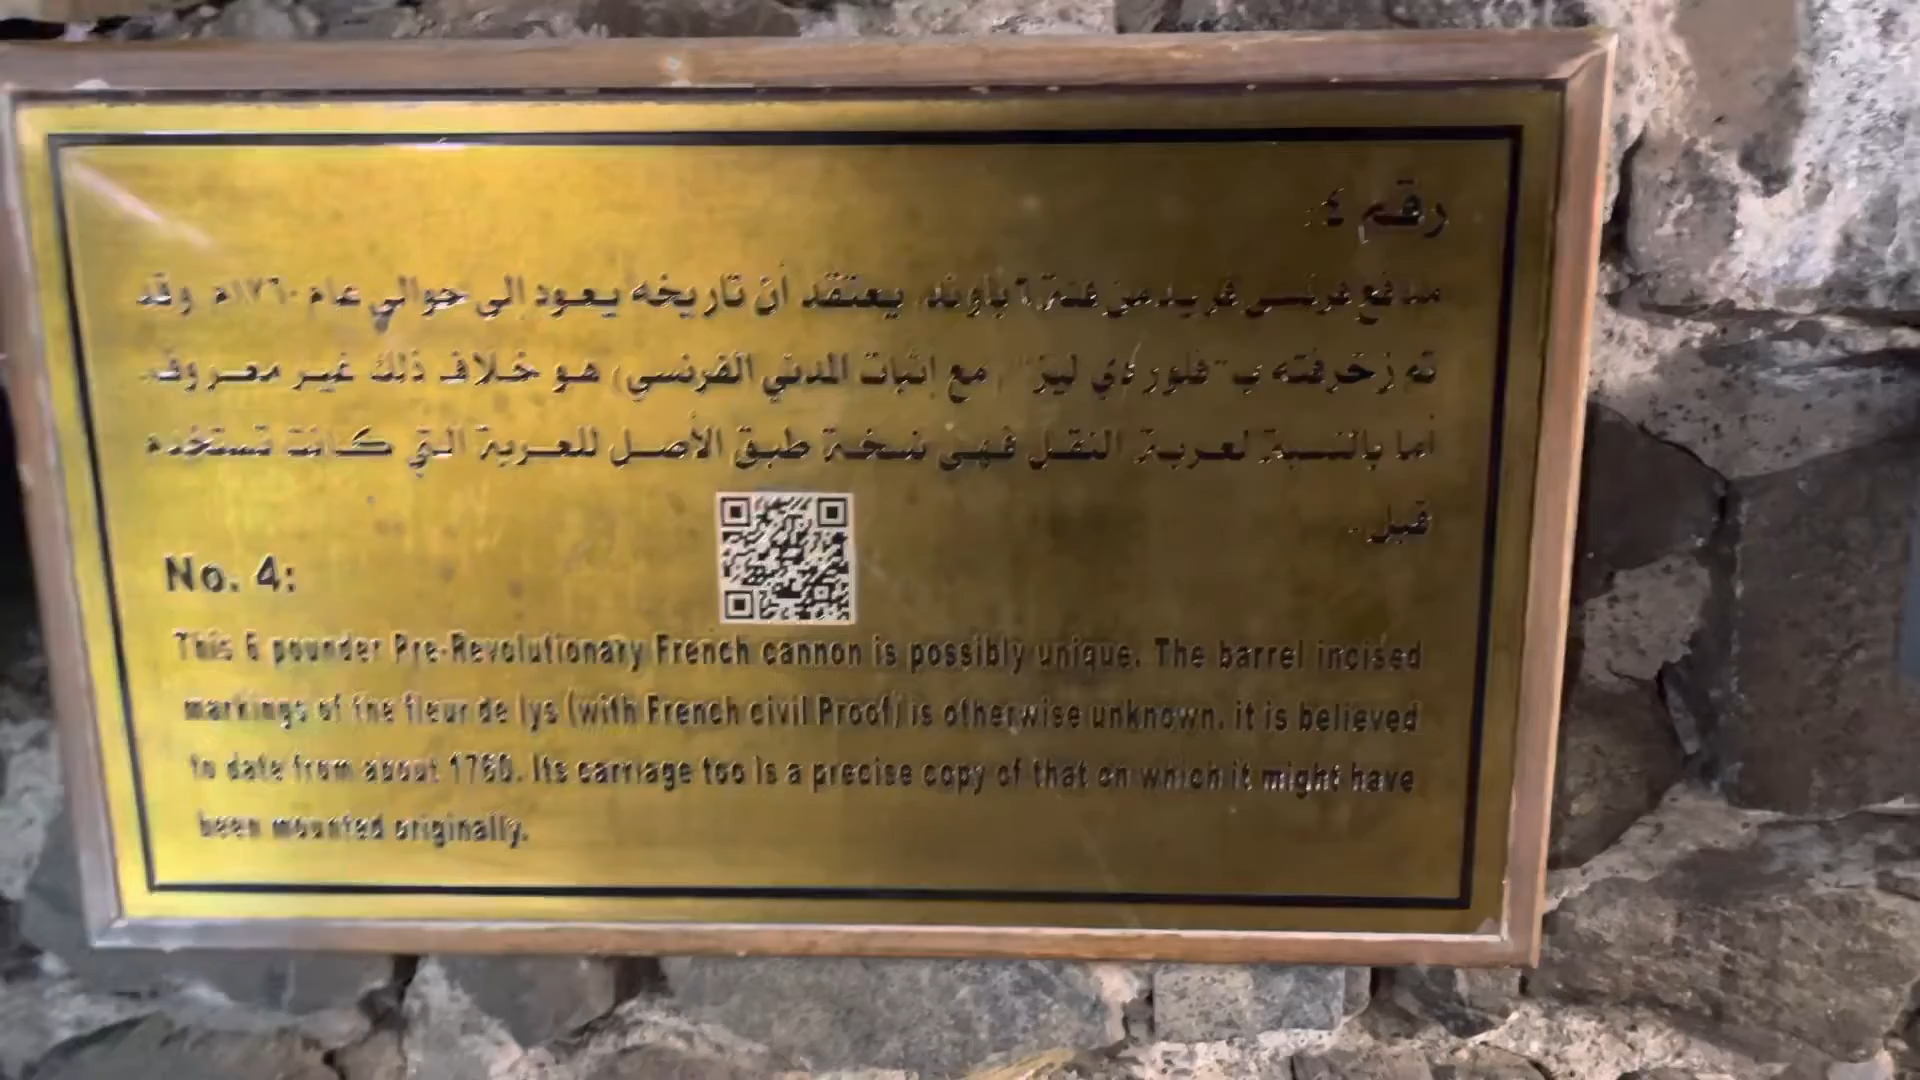 رقم ٤:
مدفع فرنسي فريد من فئة ٦ باوند، يعتقد أن تاريخه يعود إلى حوالي عام ١٧٦٠م وقد
تم زخرفته ب"فلور دي ليز" (مع إثبات المدني الفرنسي) هو خلاف ذلك غير معروف.
أما بالنسبة لعربة النقل فهي نسخة طبق الأصل للعربة التي كانت تستخدم
قبل.
No. 4:
This 6 pounder Pre-Revolutionary French cannon is possibly unique. The barrel incised
markings of the fleur de lys (with French civil Proof) is otherwise unknown. it is believed
to date from about 1760. Its carriage too is a precise copy of that on which it might have
been mounted originally.